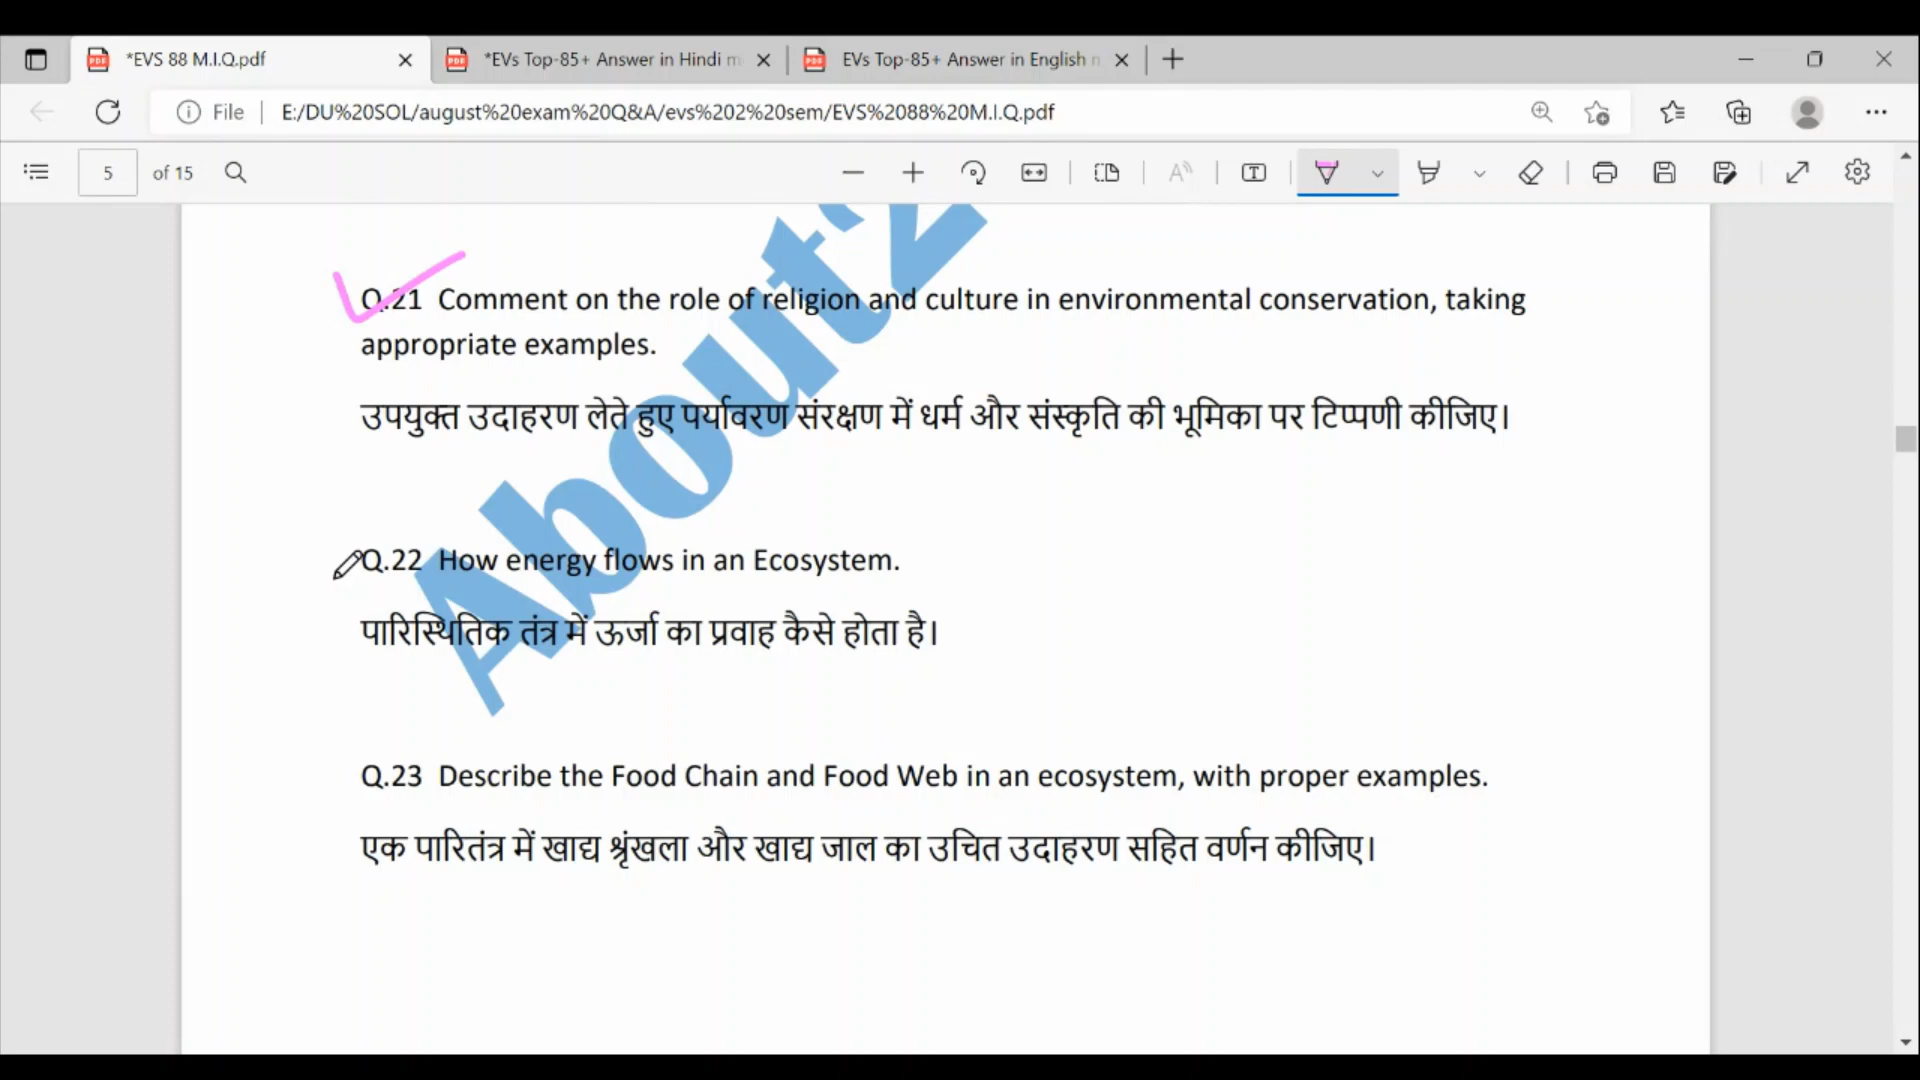 *EVS 88 M.I.Q.pdf
*EVs Top-85+ Answer in Hindi m
EVs Top-85+ Answer in English n
File
E:/DU%20SOL/august%20exam%20Q&A/evs%202%20sem/EVS%2088%20M.I.Q.pdf
5 of 15
About2
Q.21 Comment on the role of religion and culture in environmental conservation, taking
appropriate examples.
उपयुक्त उदाहरण लेते हुए पर्यावरण संरक्षण में धर्म और संस्कृति की भूमिका पर टिप्पणी कीजिए।
Q.22 How energy flows in an Ecosystem.
पारिस्थितिक तंत्र में ऊर्जा का प्रवाह कैसे होता है।
Q.23 Describe the Food Chain and Food Web in an ecosystem, with proper examples.
एक पारितंत्र में खाद्य श्रृंखला और खाद्य जाल का उचित उदाहरण सहित वर्णन कीजिए।